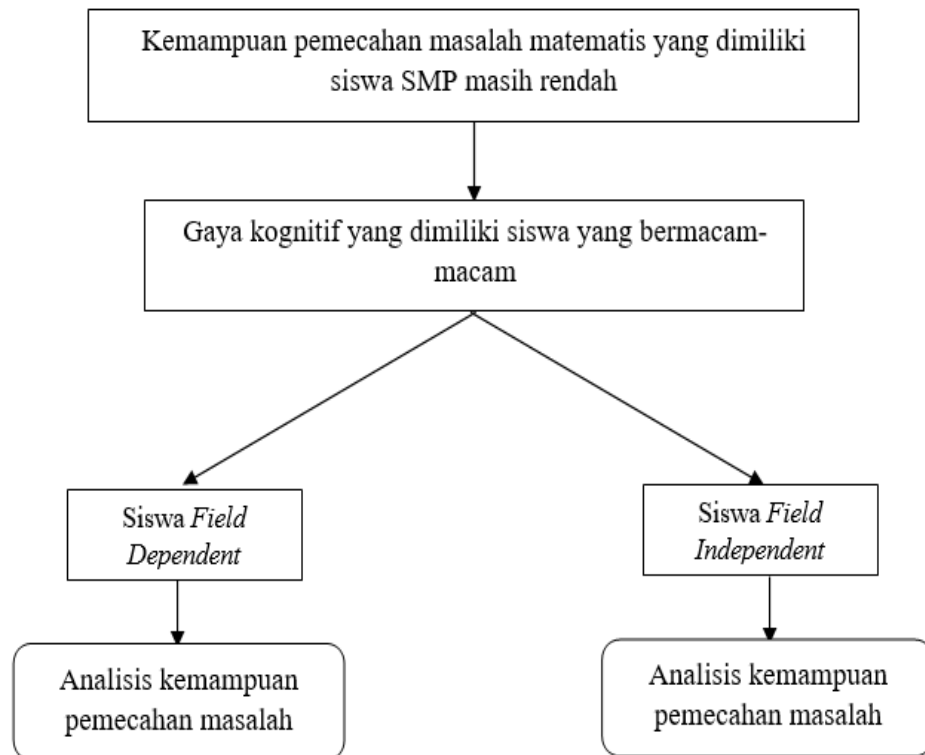 Kemampuan pemecahan masalah matematis yang dimiliki
siswa SMP masih rendah
Gaya kognitif yang dimiliki siswa yang bermacam-
macam
Siswa Field
Dependent
Siswa Field
Independent
Analisis kemampuan
pemecahan masalah
Analisis kemampuan
pemecahan masalah